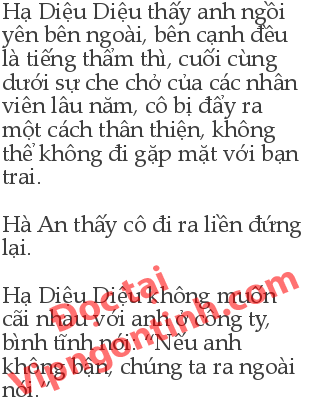 Hạ Diệu Diệu thấy anh ngồi
yên bên ngoài, bên cạnh đều
là tiếng thẩm thì, cuối cùng
dưới sự che chở của các nhân
viên lâu năm, cô bị đẩy ra
một cách thân thiện, không
thể không đi gặp mặt với bạn
trai.
Hà An thấy cô đi ra liền đứng
lại.
Hạ Diệu Diệu không muốn
cãi nhau với anh ở công ty,
bình tĩnh nói: “Nếu anh
không bận, chúng ta ra ngoài
nói.”
Đọc tại
Vipngontinh.com